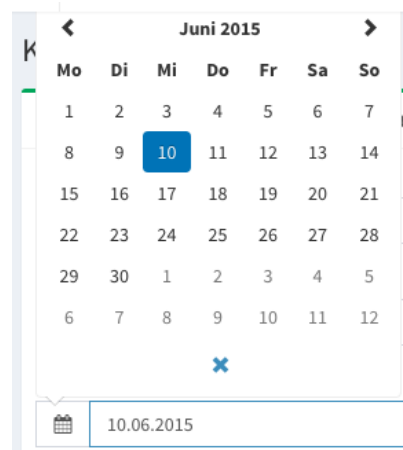 K
Juni 2015
Mo Di Mi Do Fr Sa So
1 2 3 4 5 6 7
8 9 10 11 12 13 14
15 16 17 18 19 20 21
22 23 24 25 26 27 28
29 30 1 2 3 4 5
6 7 8 9 10 11 12
10.06.2015